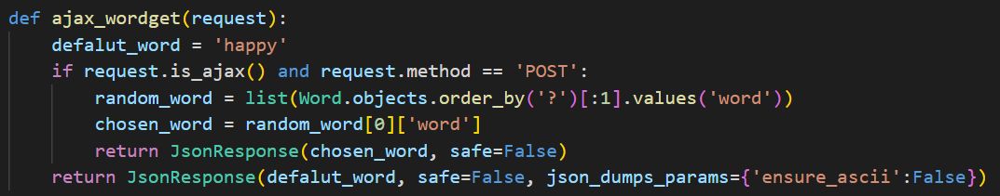 def ajax_wordget(request):
    defalut_word = 'happy'
    if request.is_ajax() and request.method == 'POST':
        random_word = list(Word.objects.order_by('?')[:1].values('word'))
        chosen_word = random_word[0]['word']
        return JsonResponse(chosen_word, safe=False)
    return JsonResponse(defalut_word, safe=False, json_dumps_params={'ensure_ascii':False})